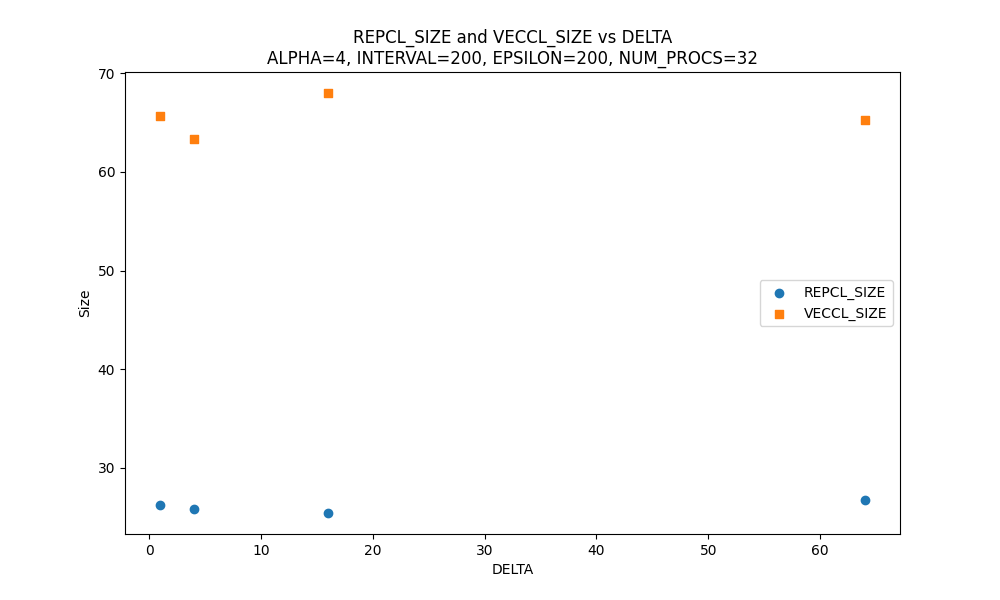 REPCL_SIZE and VECCL_SIZE vs DELTA
ALPHA=4, INTERVAL=200, EPSILON=200, NUM_PROCS=32
70
60
50
40
30
Size
REPCL_SIZE
VECCL_SIZE
0 10 20 30 40 50 60
DELTA